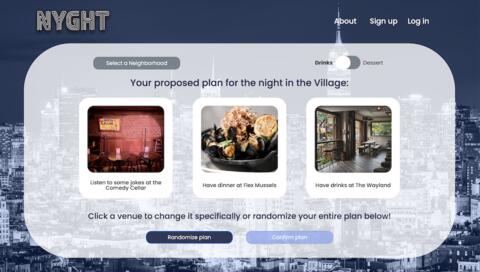 NYGHT
About Sign up Log in
Select a Neighborhood
Drinks Dessert
Your proposed plan for the night in the Village:
Listen to some jokes at the
Comedy Cellar
Have dinner at Flex Mussels
Have drinks at The Wayland
Click a venue to change it specifically or randomize your entire plan below!
Randomize plan
Confirm plan